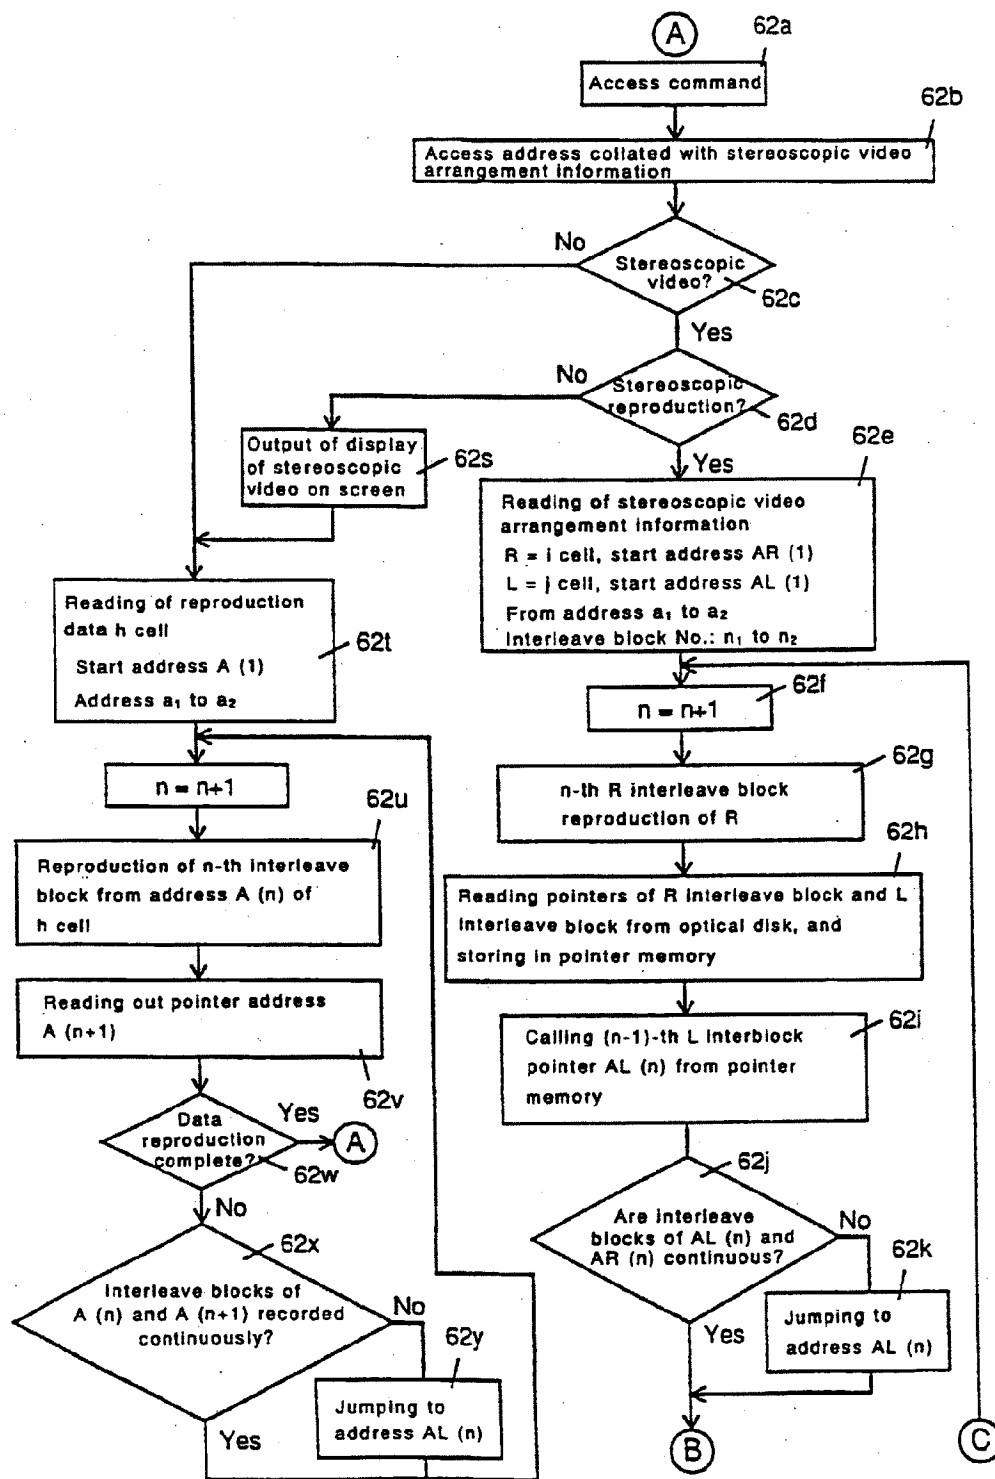 A
62a
Access command
62b
Access address collated with stereoscopic video
arrangement information
No
Stereoscopic
video?
62c
Yes
No
Stereoscopic
reproduction?
62d
Yes
Output of display
of stereoscopic
video on screen
62s
62e
Reading of stereoscopic video
arrangement information
R = i cell, start address AR (1)
L = j cell, start address AL (1)
From address a₁ to a₂
Interleave block No.: n₁ to n₂
Reading of reproduction
data h cell
Start address A (1)
Address a₁ to a₂
62t
62f
n = n+1
n = n+1
62g
n-th R interleave block
reproduction of R
62u
Reproduction of n-th interleave
block from address A (n) of
h cell
62h
Reading pointers of R interleave block and L
interleave block from optical disk, and
storing in pointer memory
Reading out pointer address
A (n+1)
62v
62i
Calling (n-1)-th L interblock
pointer AL (n) from pointer
memory
Data
reproduction
complete?
62w
Yes
A
No
62j
Are interleave
blocks of AL (n) and
AR (n) continuous?
No
62k
Jumping to
address AL (n)
Yes
62x
Interleave blocks of
A (n) and A (n+1) recorded
continuously?
No
62y
Jumping to
address AL (n)
Yes
B
C